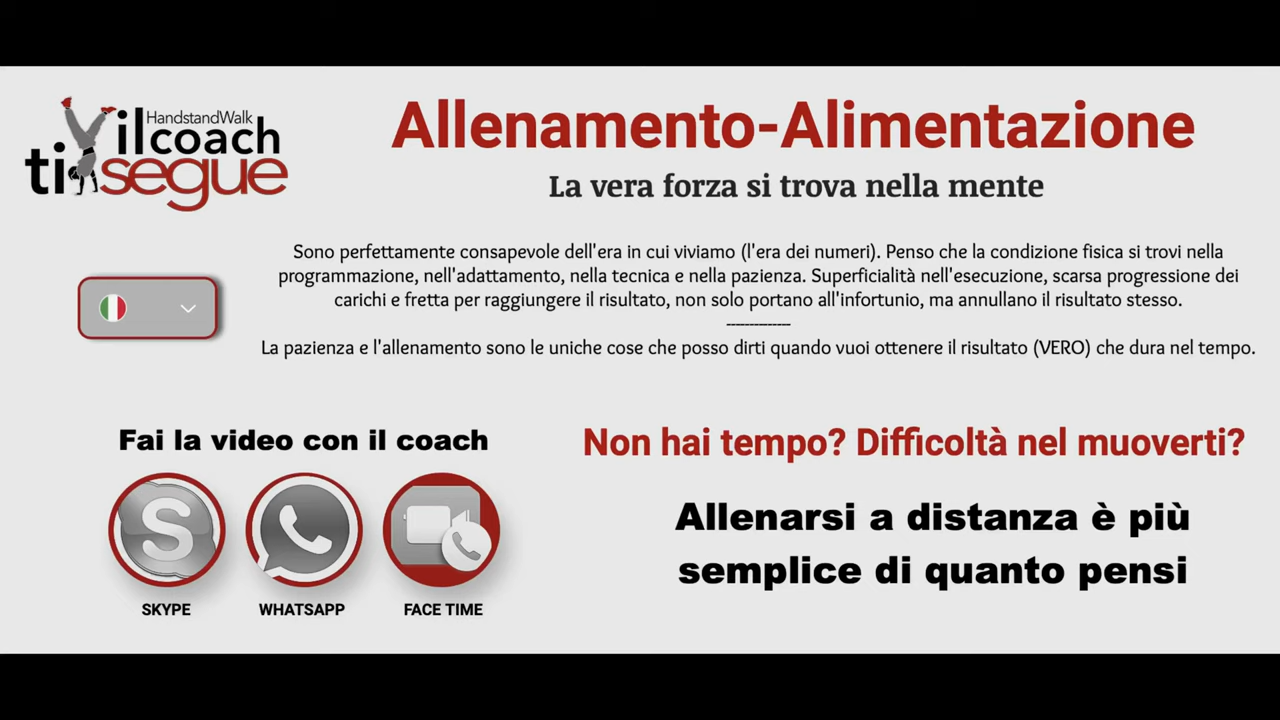 HandstandWalk
il coach
ti segue
Allenamento-Alimentazione
La vera forza si trova nella mente
Sono perfettamente consapevole dell'era in cui viviamo (l'era dei numeri). Penso che la condizione fisica si trovi nella
programmazione, nell'adattamento, nella tecnica e nella pazienza. Superficialità nell'esecuzione, scarsa progressione dei
carichi e fretta per raggiungere il risultato, non solo portano all'infortunio, ma annullano il risultato stesso.
--------------
La pazienza e l'allenamento sono le uniche cose che posso dirti quando vuoi ottenere il risultato (VERO) che dura nel tempo.
Fai la video con il coach
SKYPE
WHATSAPP
FACE TIME
Non hai tempo? Difficoltà nel muoverti?
Allenarsi a distanza è più
semplice di quanto pensi